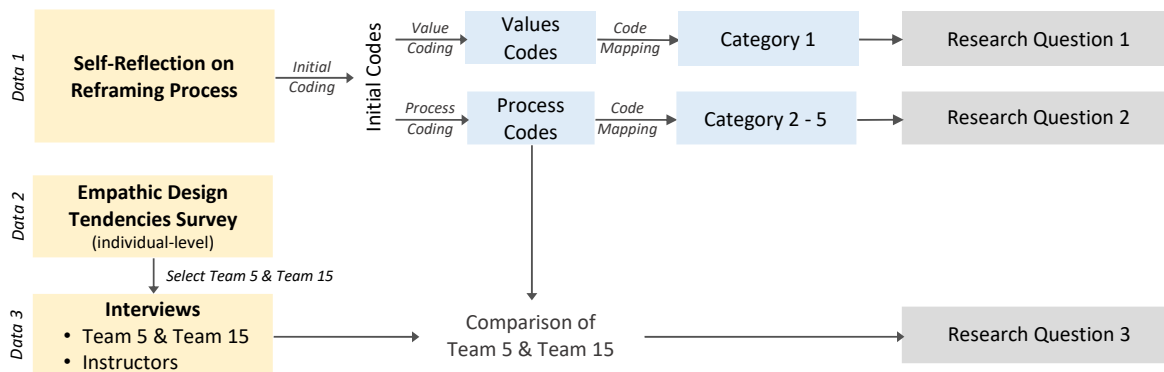 Data 1
Self-Reflection on
Reframing Process
Initial
Coding
Initial Codes
Value
Coding
Values
Codes
Code
Mapping
Category 1
Research Question 1
Process
Coding
Process
Codes
Code
Mapping
Category 2 - 5
Research Question 2
Data 2
Empathic Design
Tendencies Survey
(individual-level)
Select Team 5 & Team 15
Data 3
Interviews
• Team 5 & Team 15
• Instructors
Comparison of
Team 5 & Team 15
Research Question 3